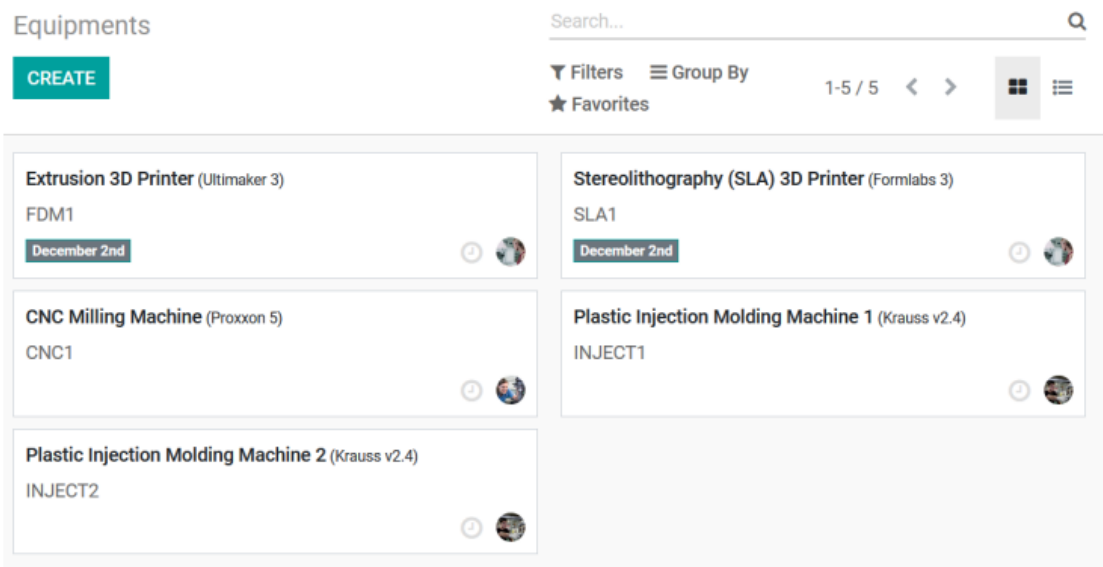 Equipments
Search...
CREATE
Filters Group By
Favorites
1-5 / 5
Extrusion 3D Printer (Ultimaker 3)
FDM1
December 2nd
Stereolithography (SLA) 3D Printer (Formlabs 3)
SLA1
December 2nd
CNC Milling Machine (Proxxon 5)
CNC1
Plastic Injection Molding Machine 1 (Krauss v2.4)
INJECT1
Plastic Injection Molding Machine 2 (Krauss v2.4)
INJECT2